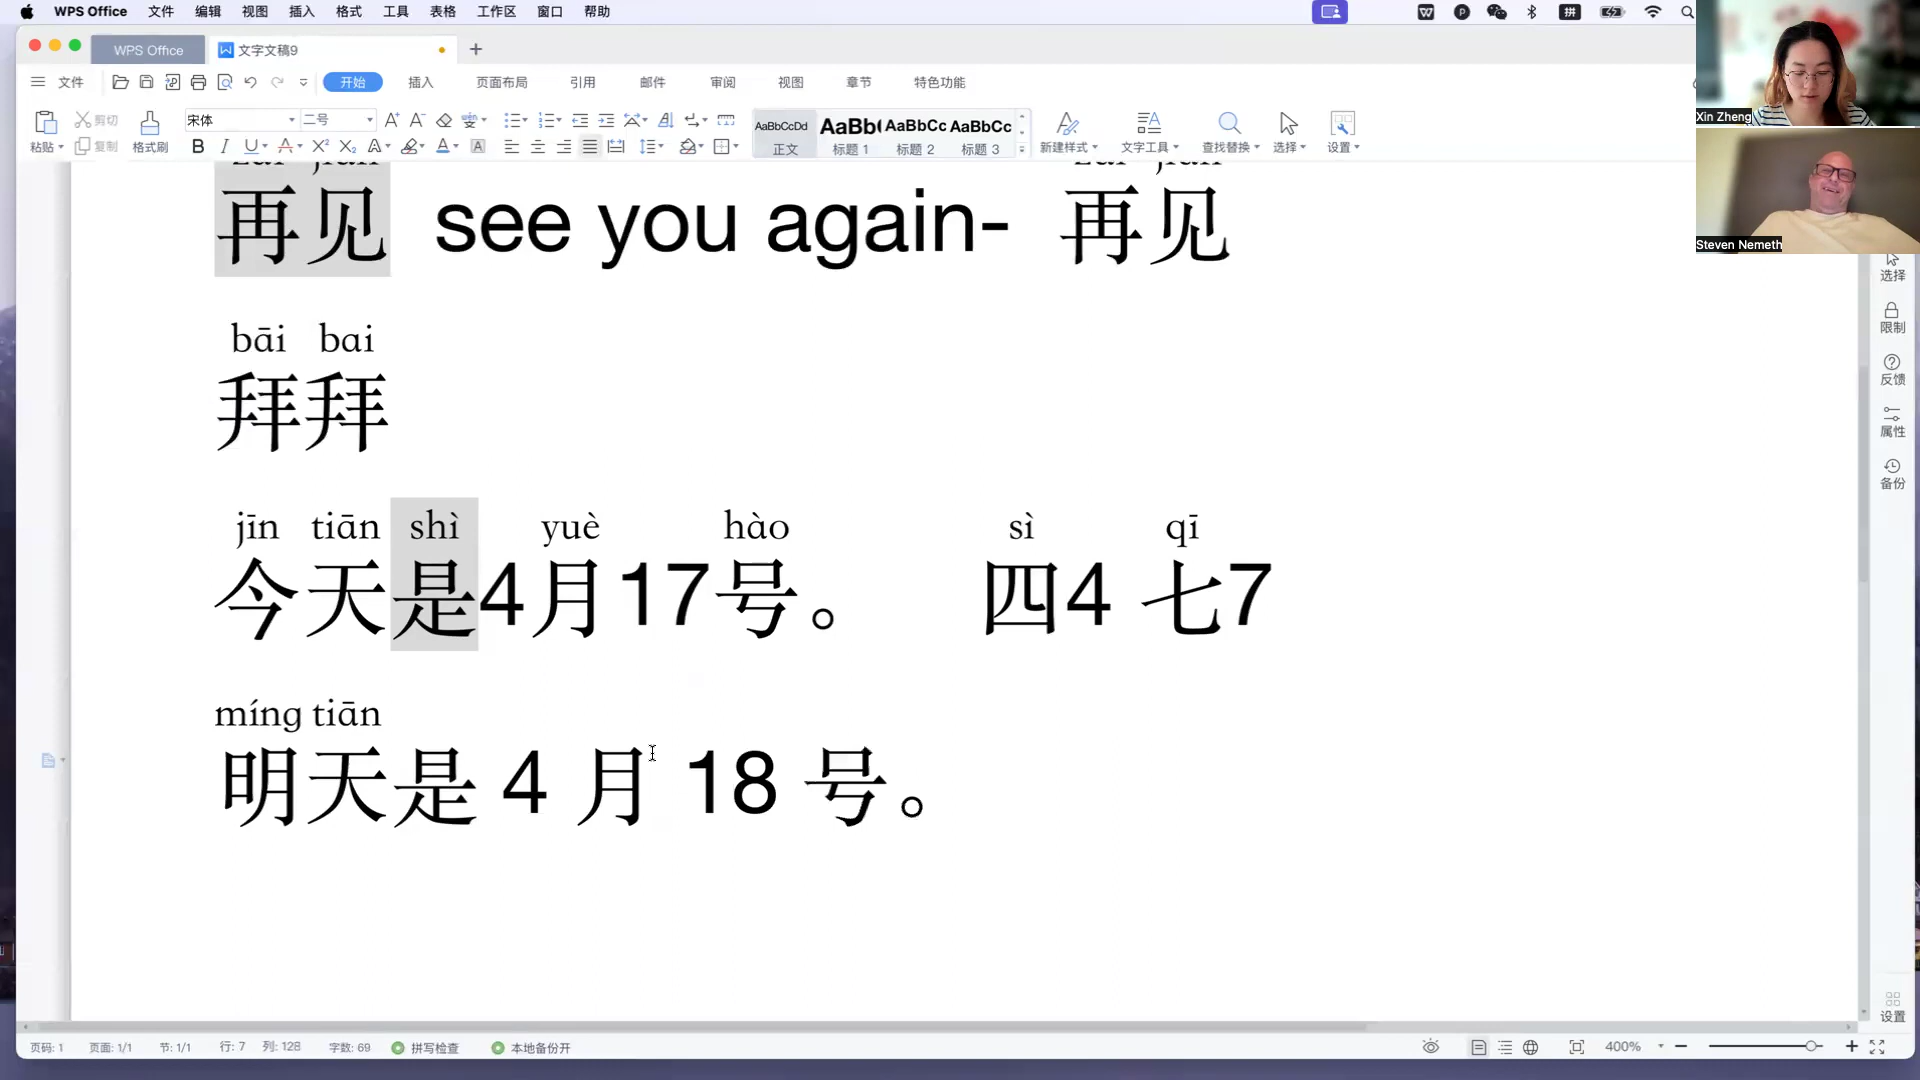 WPS Office 文件 编辑 视图 插入 格式 工具 表格 工作区 窗口 帮助
WPS Office 文字文稿9
文件 开始 插入 页面布局 引用 邮件 审阅 视图 章节 特色功能
剪切 宋体 二号 AaBbCcDd AaBb( AaBbCc AaBbCc
粘贴 复制 格式刷 正文 标题 1 标题 2 标题 3 新建样式 文字工具 查找替换 选择 设置
Xin Zheng
Steven Nemeth
再见 see you again- 再见
bāi bai
拜拜
jīn tiān shì yuè hào sì qī
今天是4月17号。 四4 七7
míng tiān
明天是 4 月 18 号。
选择
限制
反馈
属性
备份
设置
页码: 1 页面: 1/1 节: 1/1 行: 7 列: 128 字数: 69 拼写检查 本地备份开 400%